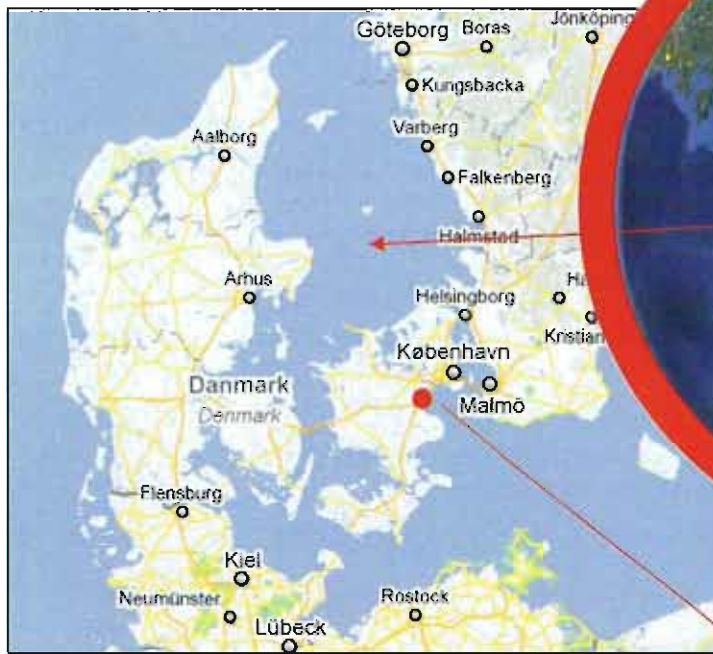 Göteborg
Boras
Jönköping
Kungsbacka
Aalborg
Varberg
Falkenberg
Halmstad
Arhus
Helsingborg
Kristian
København
Malmö
Danmark
Denmark
Flensburg
Kiel
Neumünster
Rostock
Lübeck